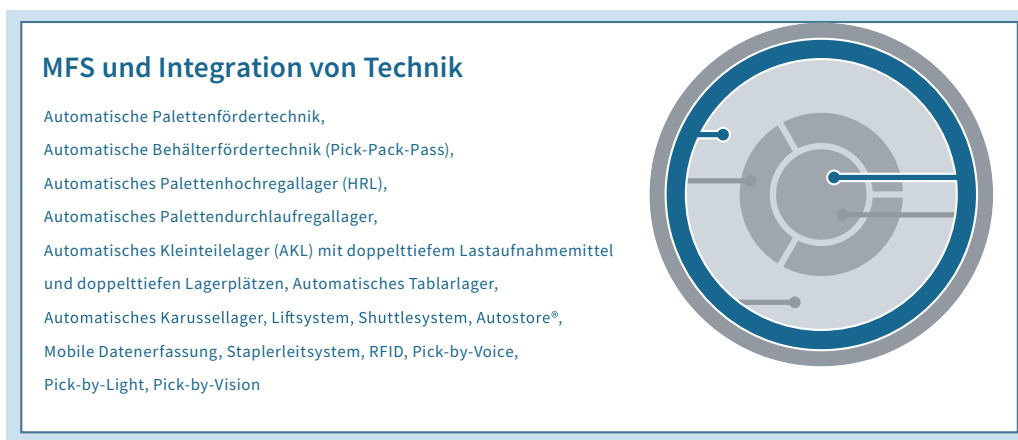 MFS und Integration von Technik
Automatische Palettenfördertechnik,
Automatische Behälterfördertechnik (Pick-Pack-Pass),
Automatisches Palettenhochregallager (HRL),
Automatisches Palettendurchlaufregallager,
Automatisches Kleinteilelager (AKL) mit doppelttiefem Lastaufnahmemittel
und doppelttiefen Lagerplätzen, Automatisches Tablarlager,
Automatisches Karussellager, Liftsystem, Shuttlesystem, Autostore®,
Mobile Datenerfassung, Staplerleitsystem, RFID, Pick-by-Voice,
Pick-by-Light, Pick-by-Vision